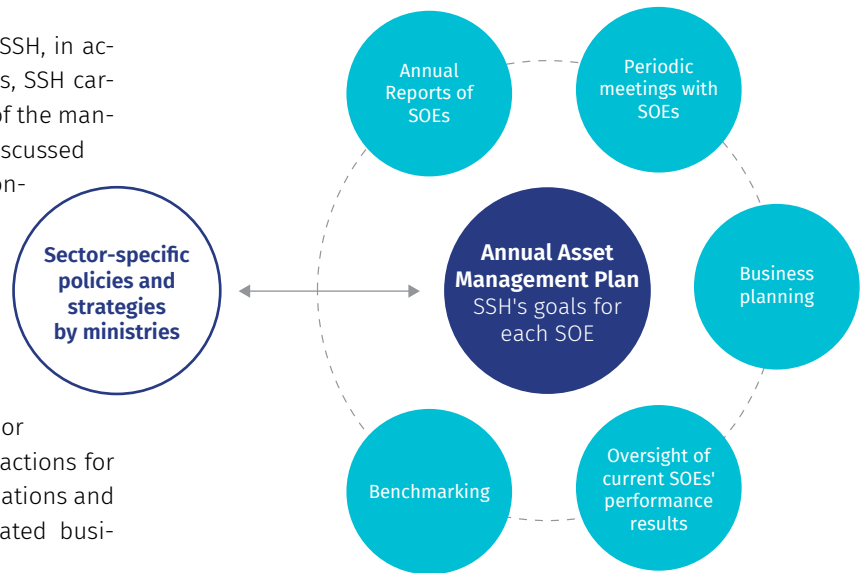 SSH, in ac-
s, SSH car-
of the man-
iscussed
on-
or
actions for
ations and
ated busi-
Annual
Reports of
SOEs
Periodic
meetings with
SOEs
Sector-specific
policies and
strategies
by ministries
Annual Asset
Management Plan
SSH's goals for
each SOE
Business
planning
Benchmarking
Oversight of
current SOEs'
performance
results